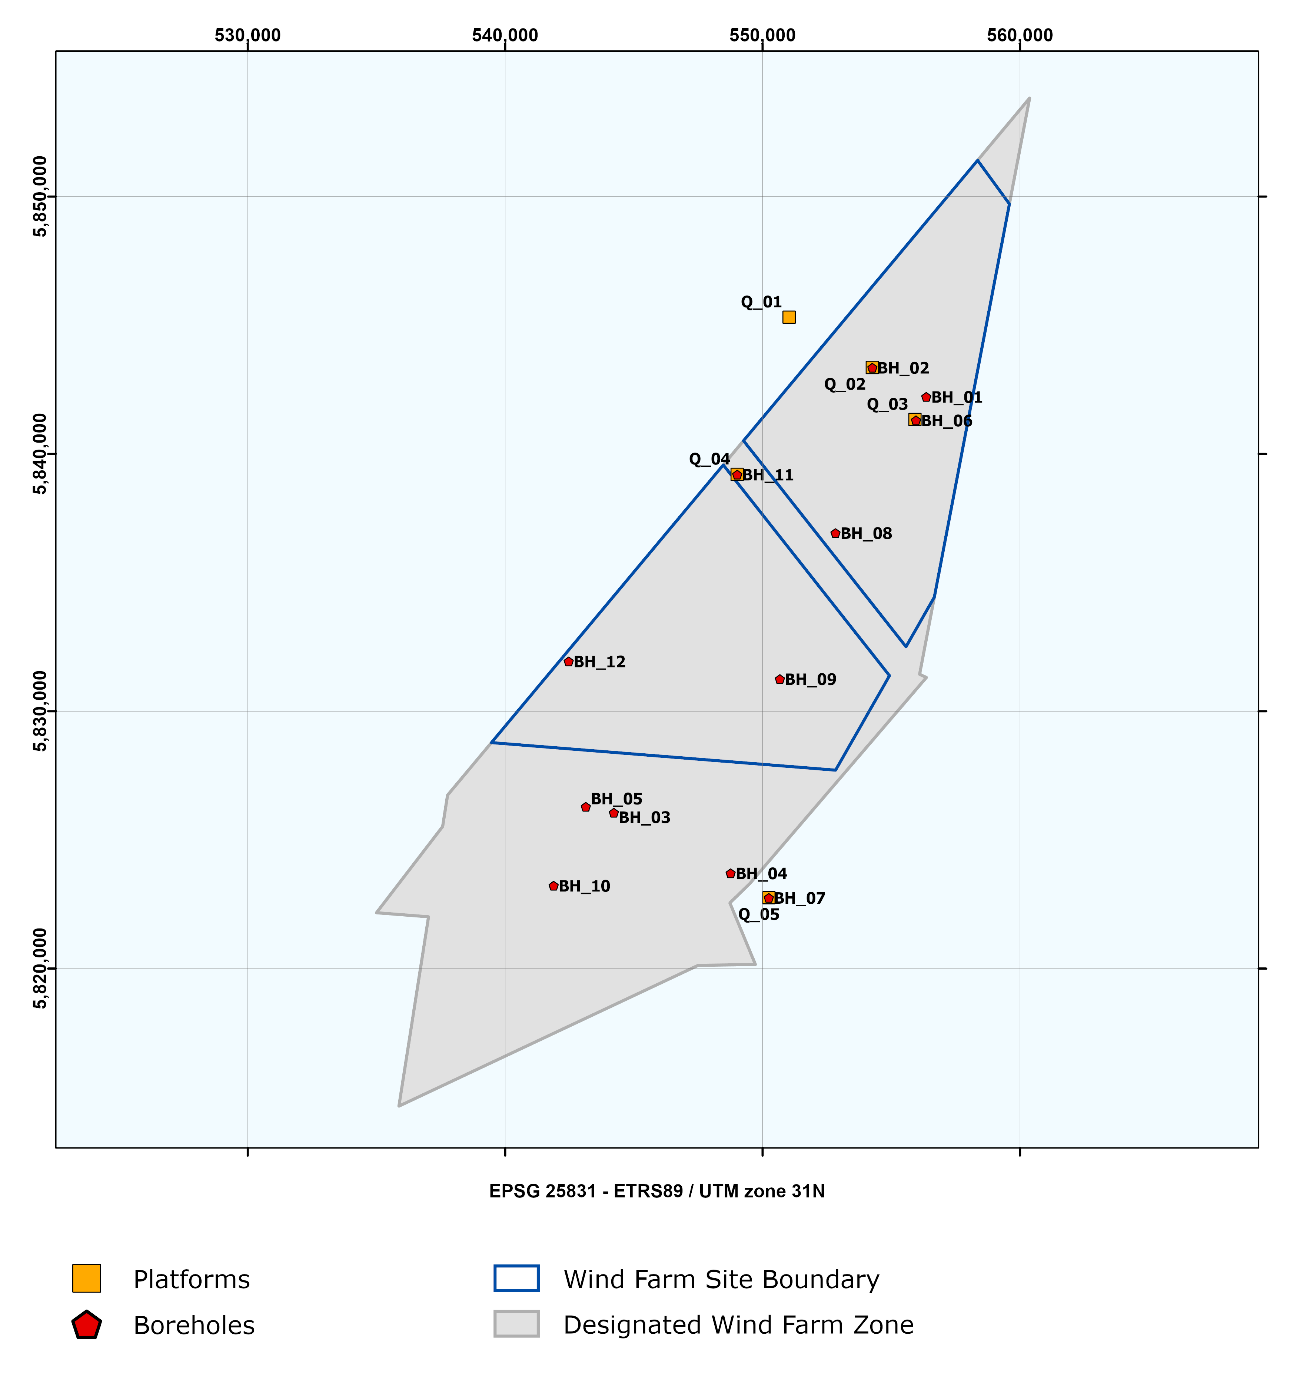 530,000 540,000 550,000 560,000
5,850,000
Q_01
BH_02
Q_02
BH_01
Q_03
BH_06
5,840,000
Q_04
BH_11
BH_08
BH_12
BH_09
5,830,000
BH_05
BH_03
BH_04
BH_10
BH_07
Q_05
5,820,000
EPSG 25831 - ETRS89 / UTM zone 31N
Platforms
Wind Farm Site Boundary
Boreholes
Designated Wind Farm Zone